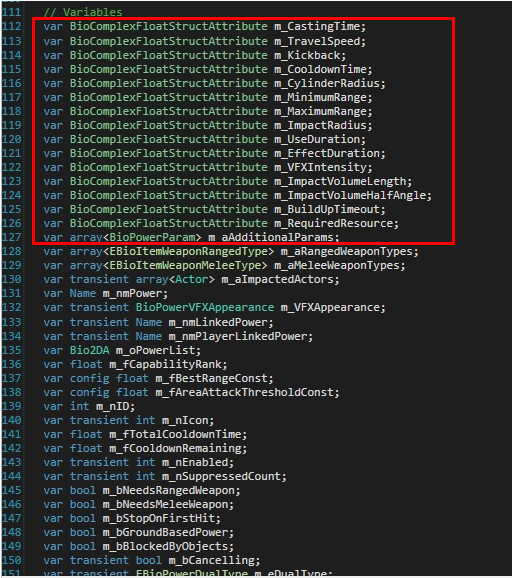 111 // Variables
112 var BioComplexFloatStructAttribute m_CastingTime;
113 var BioComplexFloatStructAttribute m_TravelSpeed;
114 var BioComplexFloatStructAttribute m_Kickback;
115 var BioComplexFloatStructAttribute m_CooldownTime;
116 var BioComplexFloatStructAttribute m_CylinderRadius;
117 var BioComplexFloatStructAttribute m_MinimumRange;
118 var BioComplexFloatStructAttribute m_MaximumRange;
119 var BioComplexFloatStructAttribute m_ImpactRadius;
120 var BioComplexFloatStructAttribute m_UseDuration;
121 var BioComplexFloatStructAttribute m_EffectDuration;
122 var BioComplexFloatStructAttribute m_VFXIntensity;
123 var BioComplexFloatStructAttribute m_ImpactVolumeLength;
124 var BioComplexFloatStructAttribute m_ImpactVolumeHalfAngle;
125 var BioComplexFloatStructAttribute m_BuildUpTimeout;
126 var BioComplexFloatStructAttribute m_RequiredResource;
127 var array<BioPowerParam> m_aAdditionalParams;
128 var array<EBioItemWeaponRangedType> m_aRangedWeaponTypes;
129 var array<EBioItemWeaponMeleeType> m_aMeleeWeaponTypes;
130 var transient array<Actor> m_aImpactedActors;
131 var Name m_nmPower;
132 var transient BioPowerVFXAppearance m_VFXAppearance;
133 var transient Name m_nmLinkedPower;
134 var transient Name m_nmPlayerLinkedPower;
135 var Bio2DA m_oPowerList;
136 var float m_fCapabilityRank;
137 var config float m_fBestRangeConst;
138 var config float m_fAreaAttackThresholdConst;
139 var int m_nID;
140 var transient int m_nIcon;
141 var float m_fTotalCooldownTime;
142 var float m_fCooldownRemaining;
143 var transient int m_nEnabled;
144 var transient int m_nSuppressedCount;
145 var bool m_bNeedsRangedWeapon;
146 var bool m_bNeedsMeleeWeapon;
147 var bool m_bStopOnFirstHit;
148 var bool m_bGroundBasedPower;
149 var bool m_bBlockedByObjects;
150 var transient bool m_bCancelling;
151 var transient EBioPowerDualType m_eDualType;